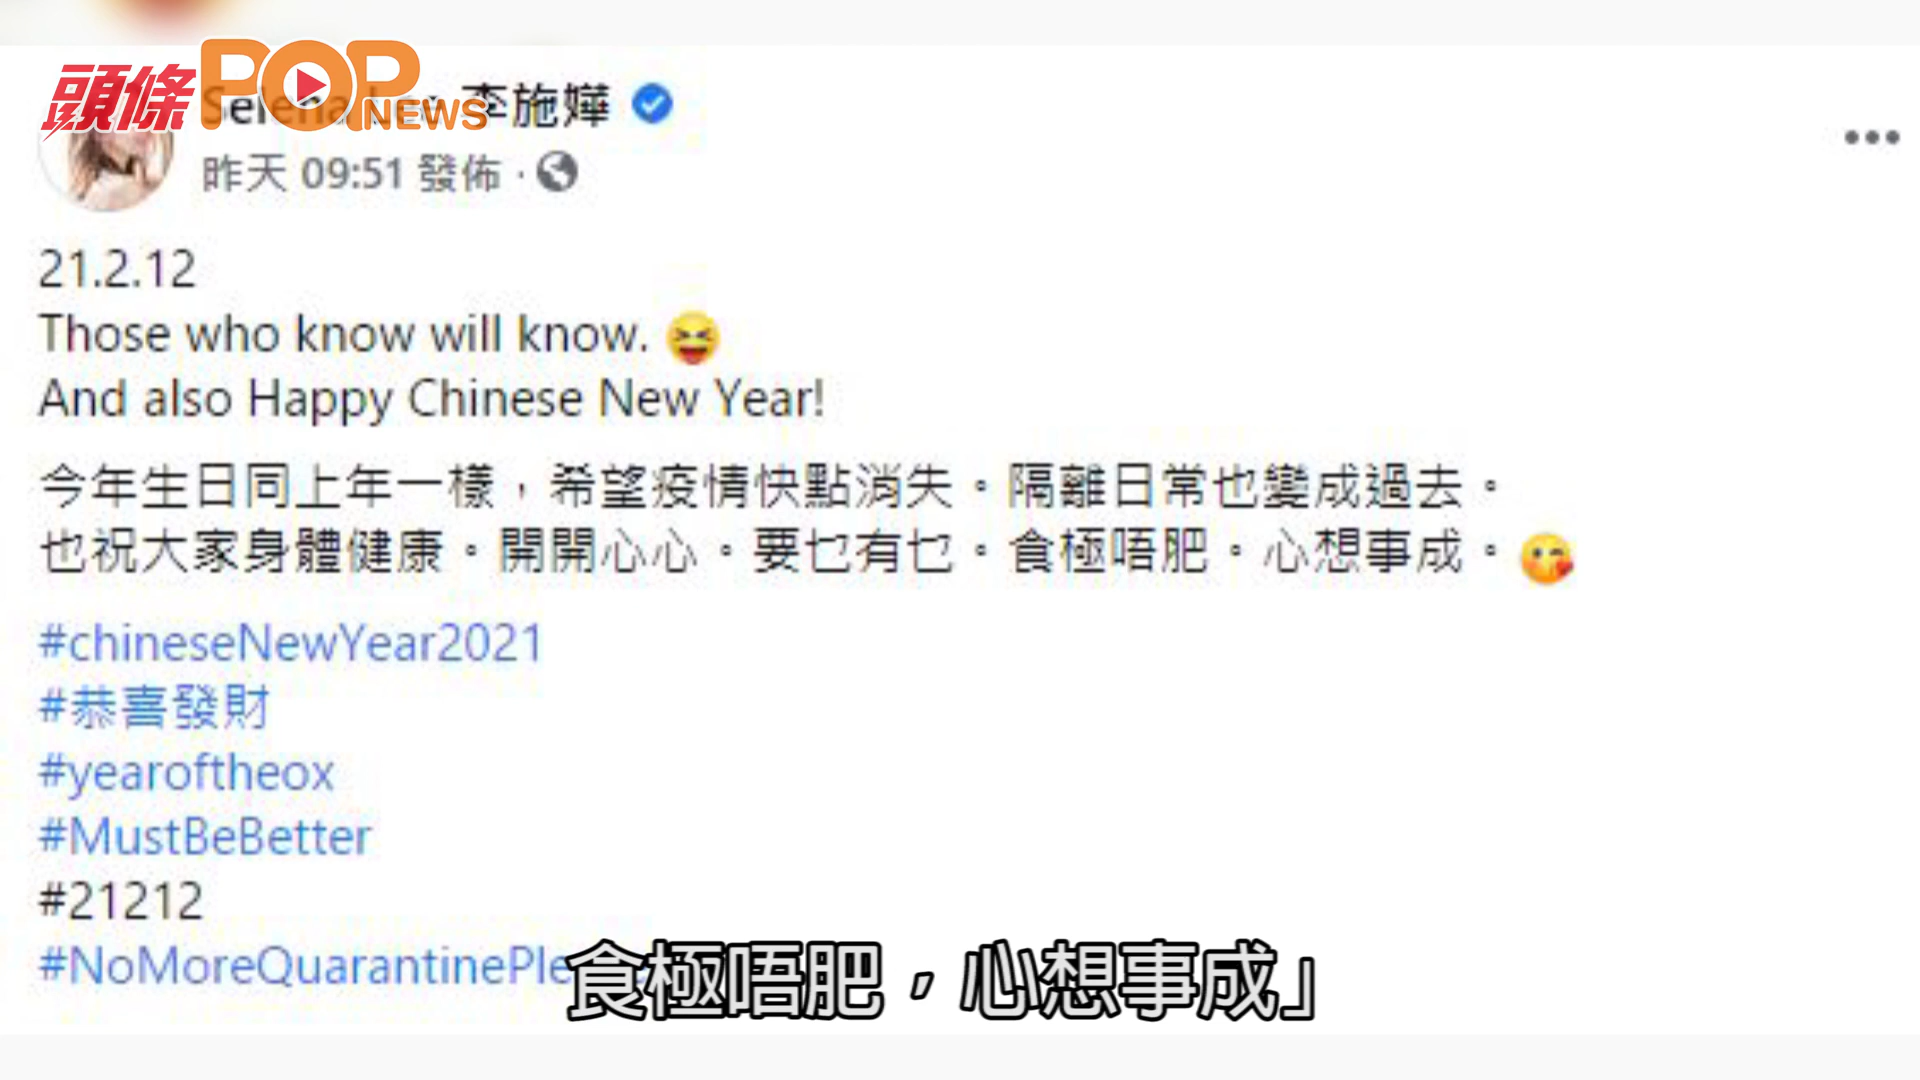 頭條POP NEWS
Selena Lee 李施嬅
昨天 09:51 發佈 ·
21.2.12
Those who know will know. 😝
And also Happy Chinese New Year!
今年生日同上年一樣，希望疫情快點消失。隔離日常也變成過去。
也祝大家身體健康。開開心心。要乜有乜。食極唔肥。心想事成。😘
#chineseNewYear2021
#恭喜發財
#yearoftheox
#MustBeBetter
#21212
#NoMoreQuarantinePle
食極唔肥，心想事成」